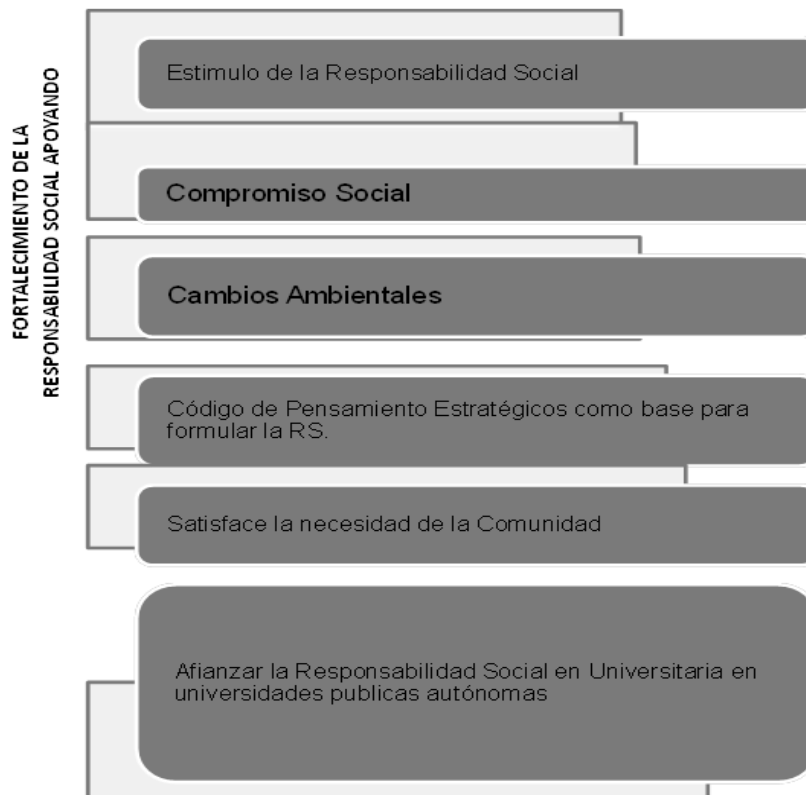 FORTALECIMIENTO DE LA
RESPONSABILIDAD SOCIAL APOYANDO
Estimulo de la Responsabilidad Social
Compromiso Social
Cambios Ambientales
Código de Pensamiento Estratégicos como base para
formular la RS.
Satisface la necesidad de la Comunidad
Afianzar la Responsabilidad Social en Universitaria en
universidades publicas autónomas